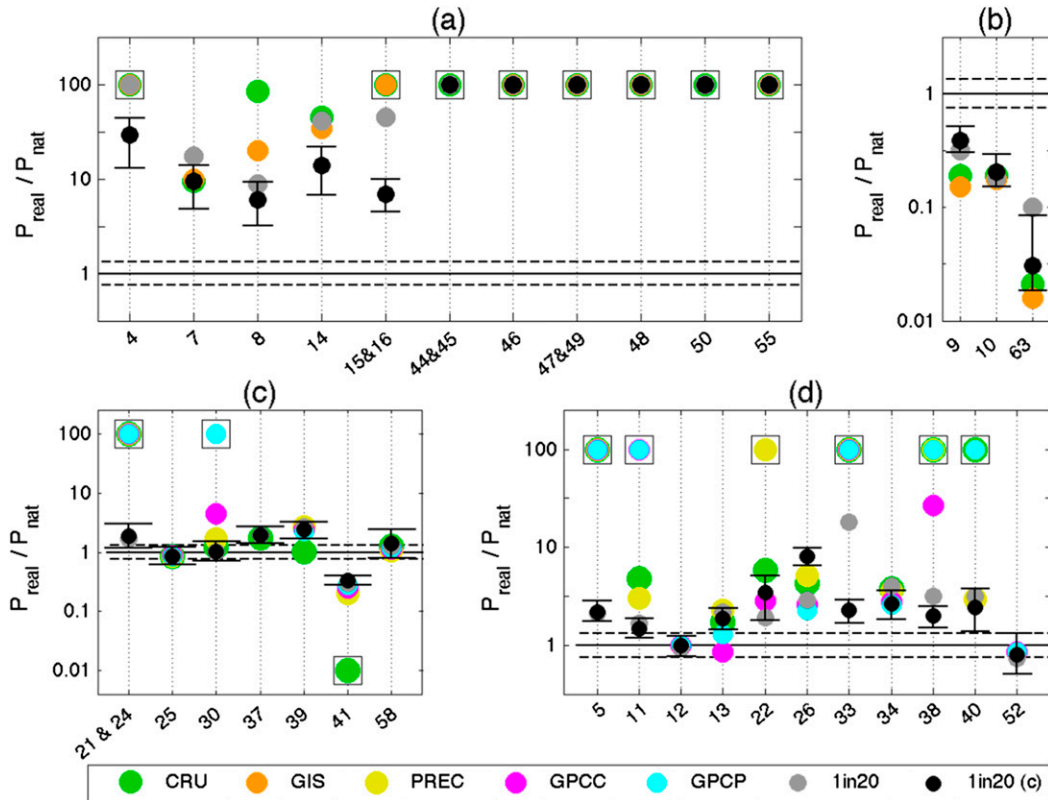 (a)
P_real / P_nat
100
10
1
4 7 8 14 15&16 44&45 46 47&49 48 50 55
(b)
P_real / P_nat
1
0.1
0.01
9 10 63
(c)
P_real / P_nat
100
10
1
0.1
0.01
21 & 24 25 30 37 39 41 58
(d)
P_real / P_nat
100
10
1
5 11 12 13 22 26 33 34 38 40 52
CRU GIS PREC GPCC GPCP 1in20 1in20 (c)